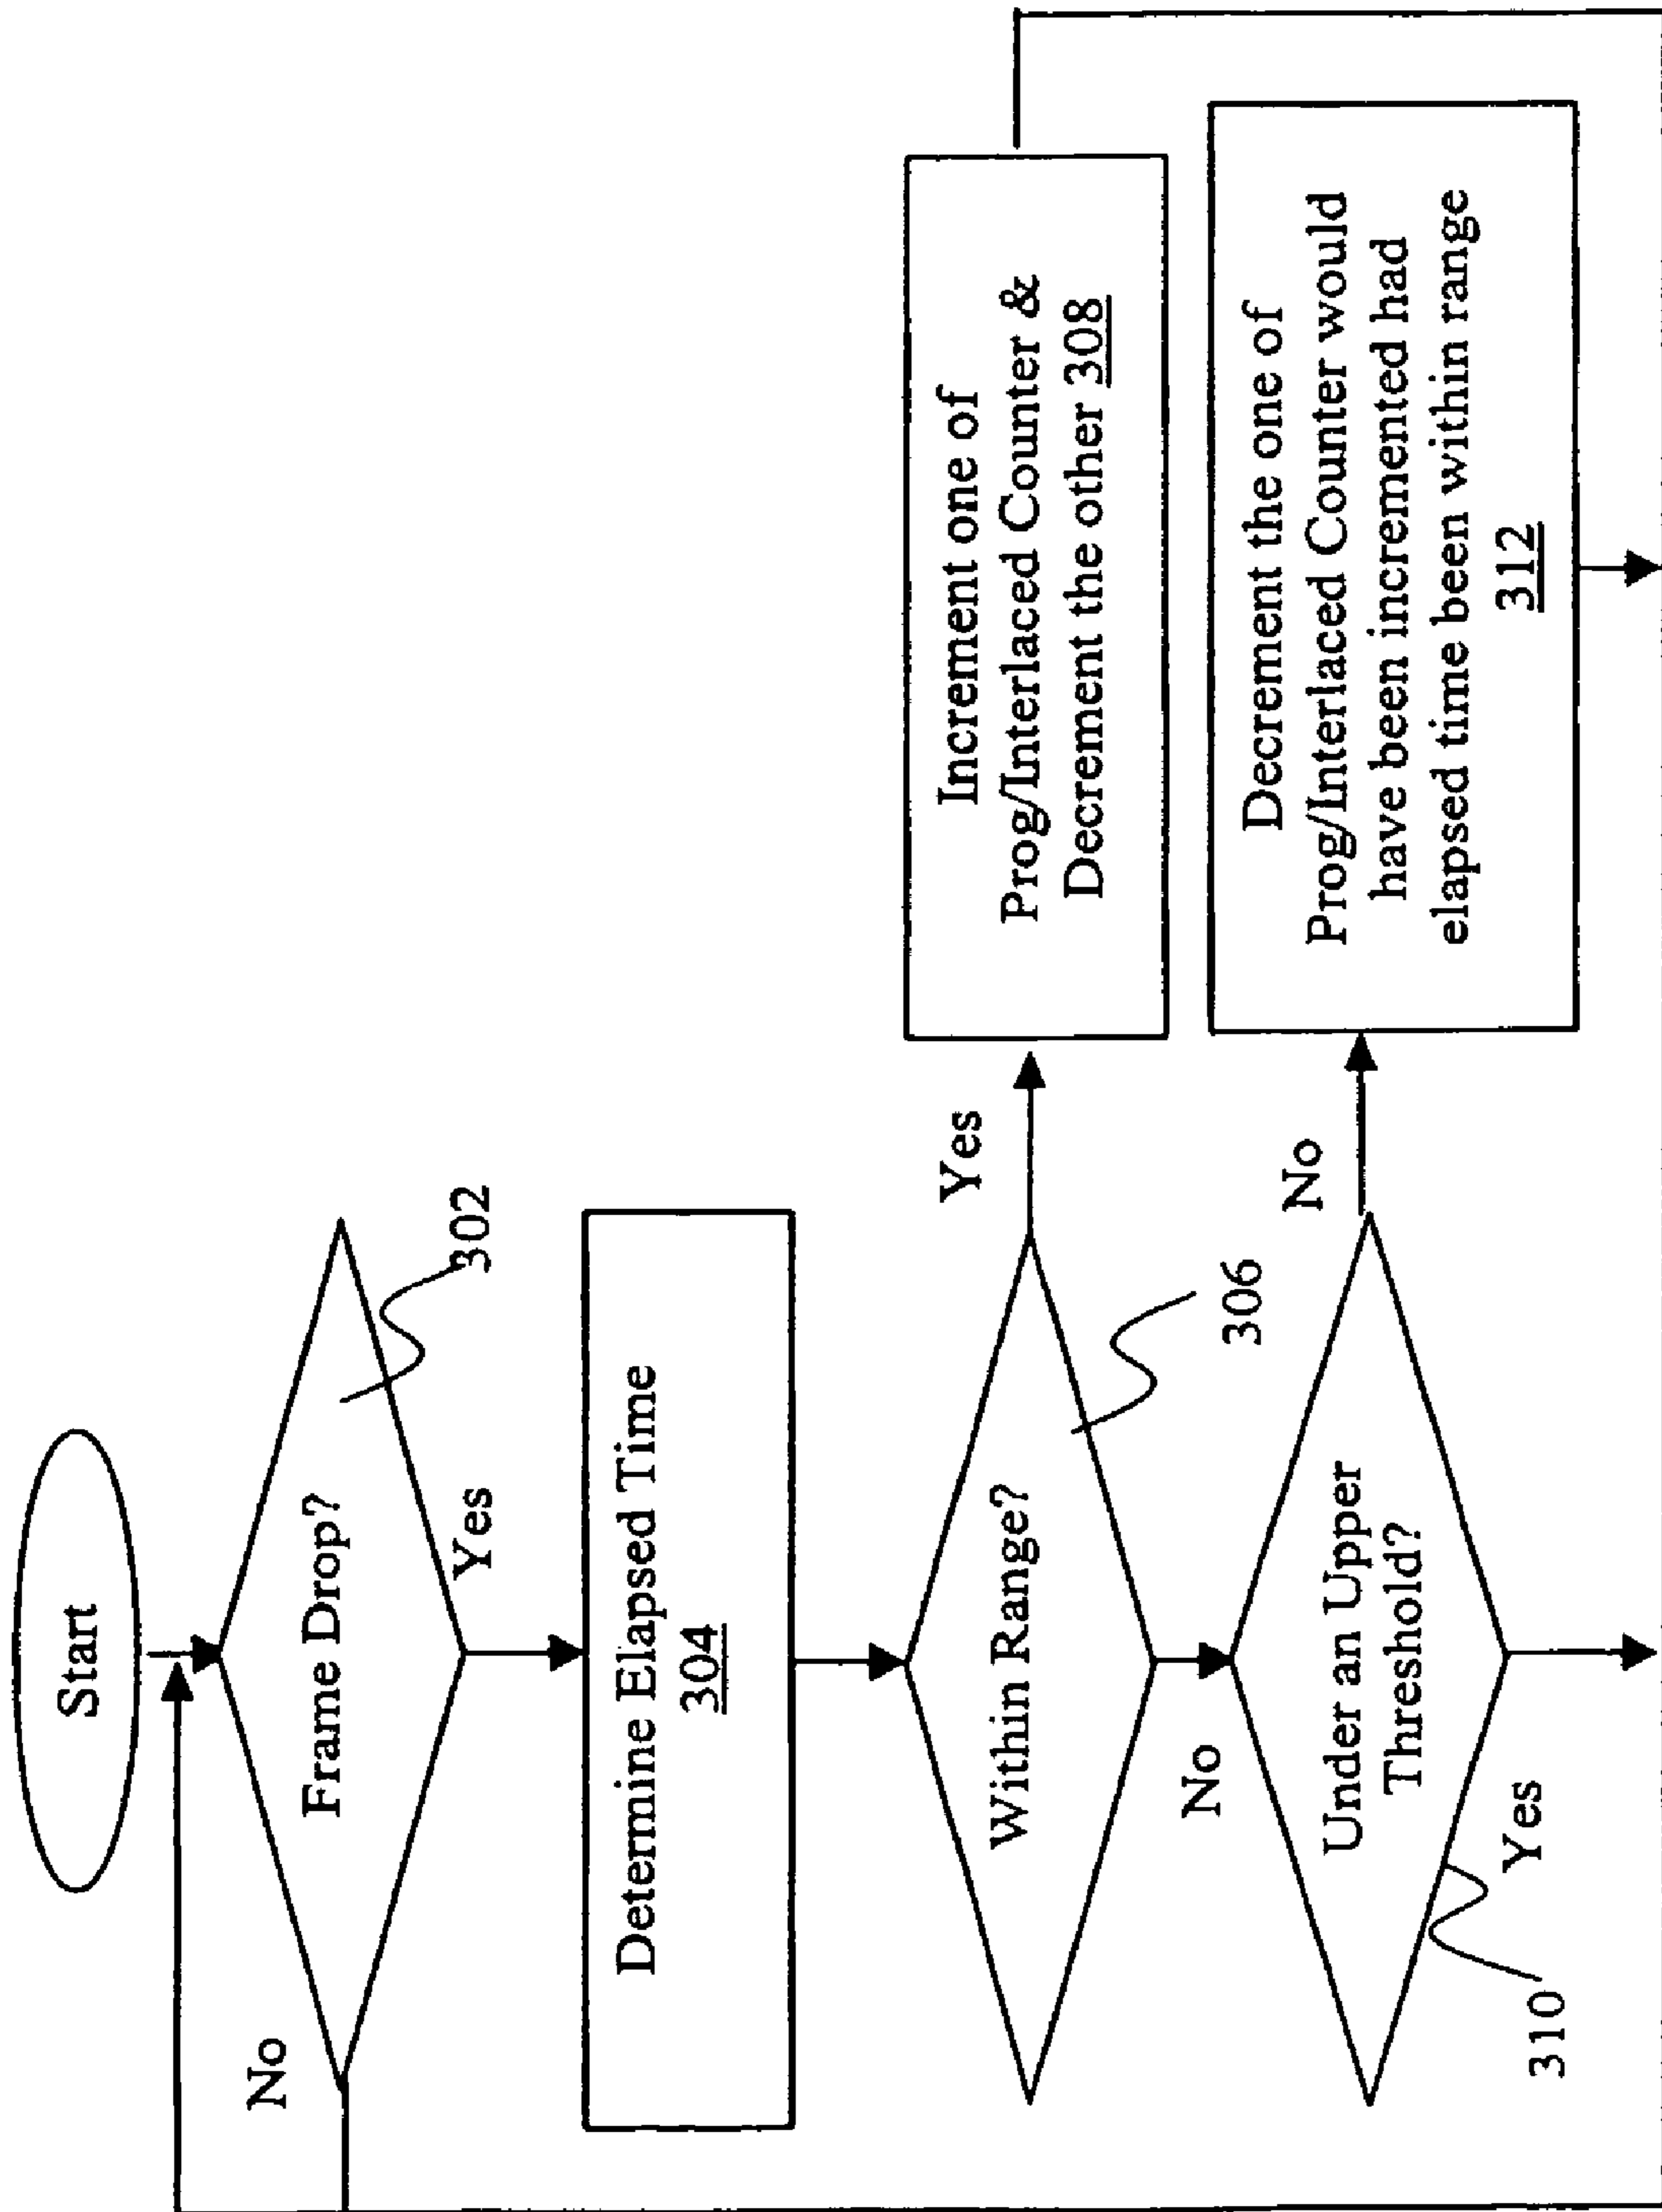 Start
No
Frame Drop?
302
Yes
Determine Elapsed Time
304
Within Range?
306
Yes
Increment one of
Prog/Interlaced Counter &
Decrement the other 308
No
Under an Upper
Threshold?
310
Yes
No
Decrement the one of
Prog/Interlaced Counter would
have been incremented had
elapsed time been within range
312